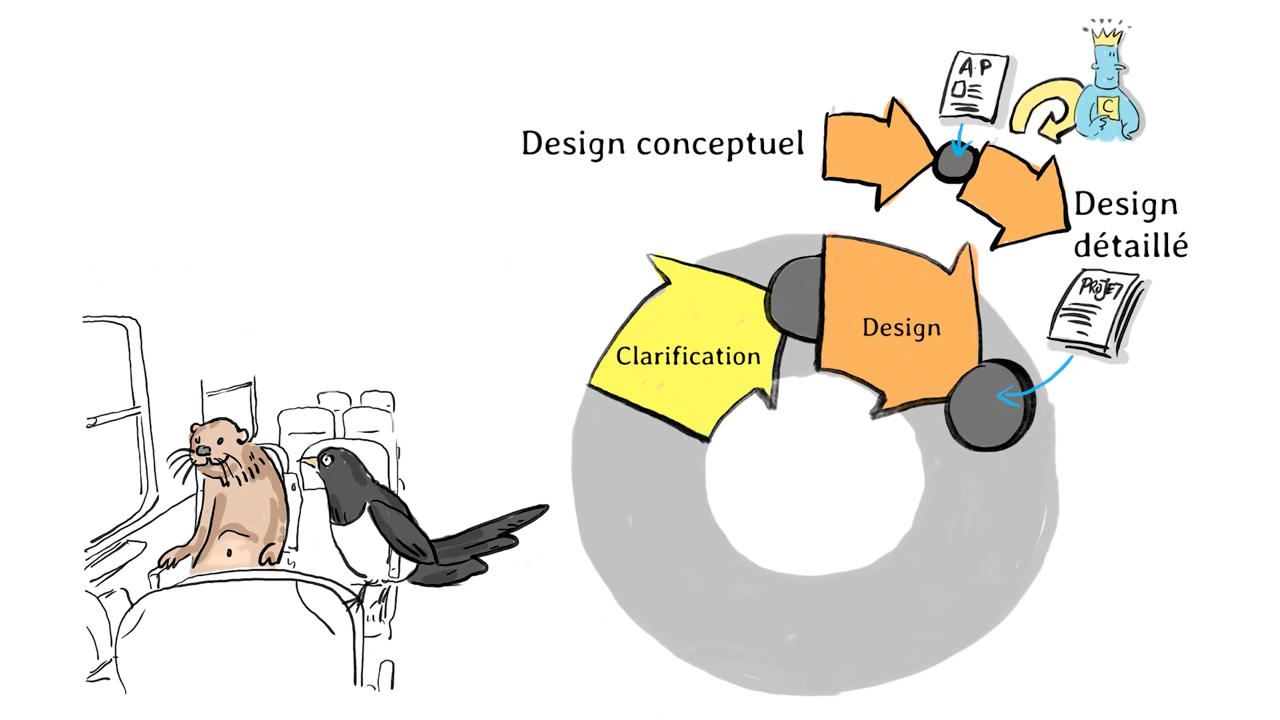 A.P
C
Design conceptuel
Design
détaillé
PROJET
Design
Clarification